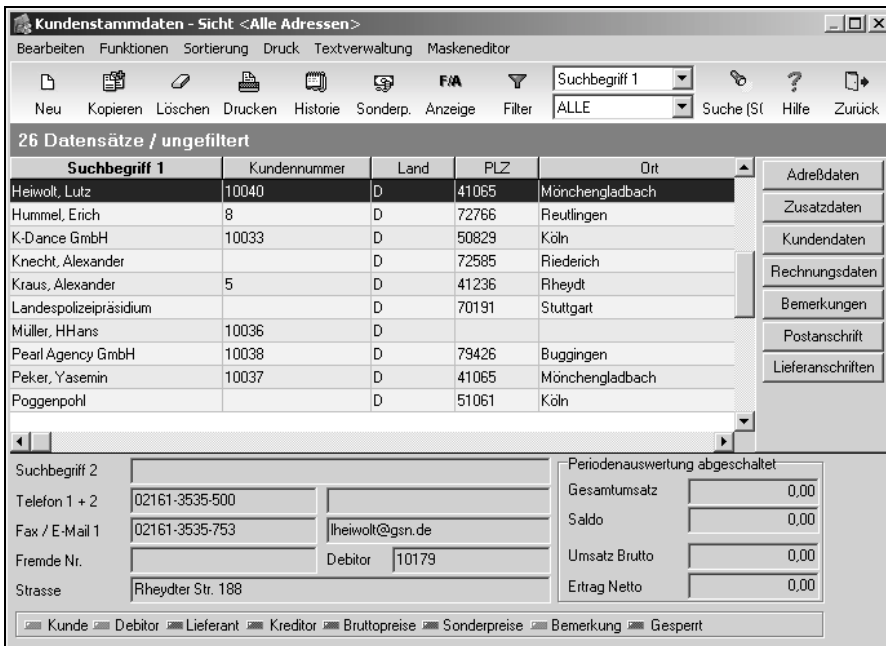 Kundenstammdaten - Sicht <Alle Adressen>
Bearbeiten Funktionen Sortierung Druck Textverwaltung Maskeneditor
F/A Suchbegriff 1
Neu Kopieren Löschen Drucken Historie Sonderp. Anzeige Filter ALLE Suche (S( Hilfe Zurück
26 Datensätze / ungefiltert
Suchbegriff 1 Kundennummer Land PLZ Ort
Heiwolt, Lutz 10040 D 41065 Mönchengladbach
Hummel, Erich 8 D 72766 Reutlingen
K-Dance GmbH 10033 D 50829 Köln
Knecht, Alexander D 72585 Riederich
Kraus, Alexander 5 D 41236 Rheydt
Landespolizeipräsidium D 70191 Stuttgart
Müller, HHans 10036 D
Pearl Agency GmbH 10038 D 79426 Buggingen
Peker, Yasemin 10037 D 41065 Mönchengladbach
Poggenpohl D 51061 Köln
Adreßdaten
Zusatzdaten
Kundendaten
Rechnungsdaten
Bemerkungen
Postanschrift
Lieferanschriften
Suchbegriff 2
Telefon 1 + 2 02161-3535-500
Fax / E-Mail 1 02161-3535-753 lheiwolt@gsn.de
Fremde Nr. Debitor 10179
Strasse Rheydter Str. 188
Periodenauswertung abgeschaltet
Gesamtumsatz 0,00
Saldo 0,00
Umsatz Brutto 0,00
Ertrag Netto 0,00
Kunde Debitor Lieferant Kreditor Bruttopreise Sonderpreise Bemerkung Gesperrt